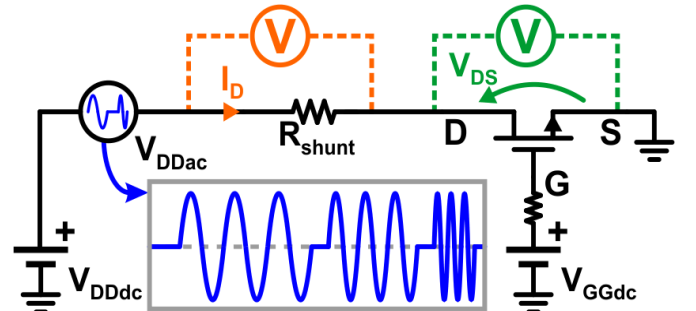 V
V
I_D
V_DS
R_shunt
D
S
V_DDac
G
+
+
V_DDdc
V_GGdc